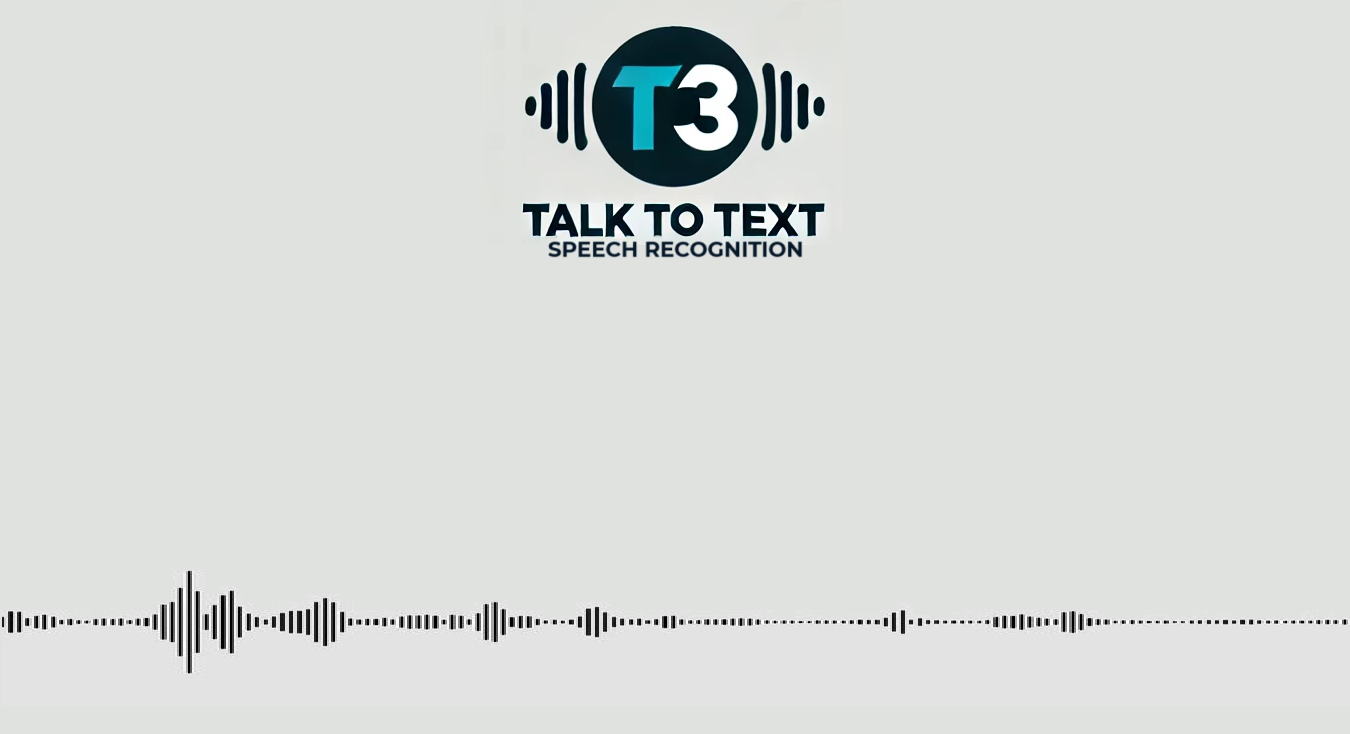 T3
TALK TO TEXT
SPEECH RECOGNITION